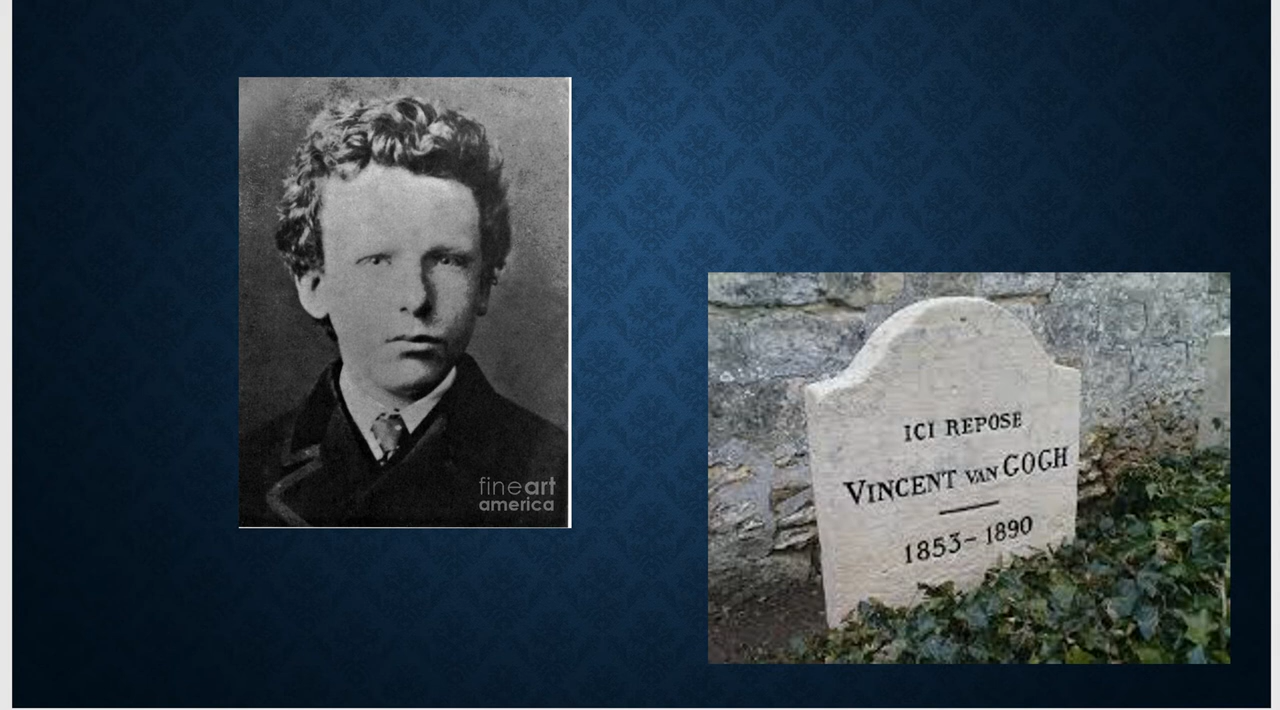 fineart
america
ICI REPOSE
VINCENT VAN GOGH
1853-1890